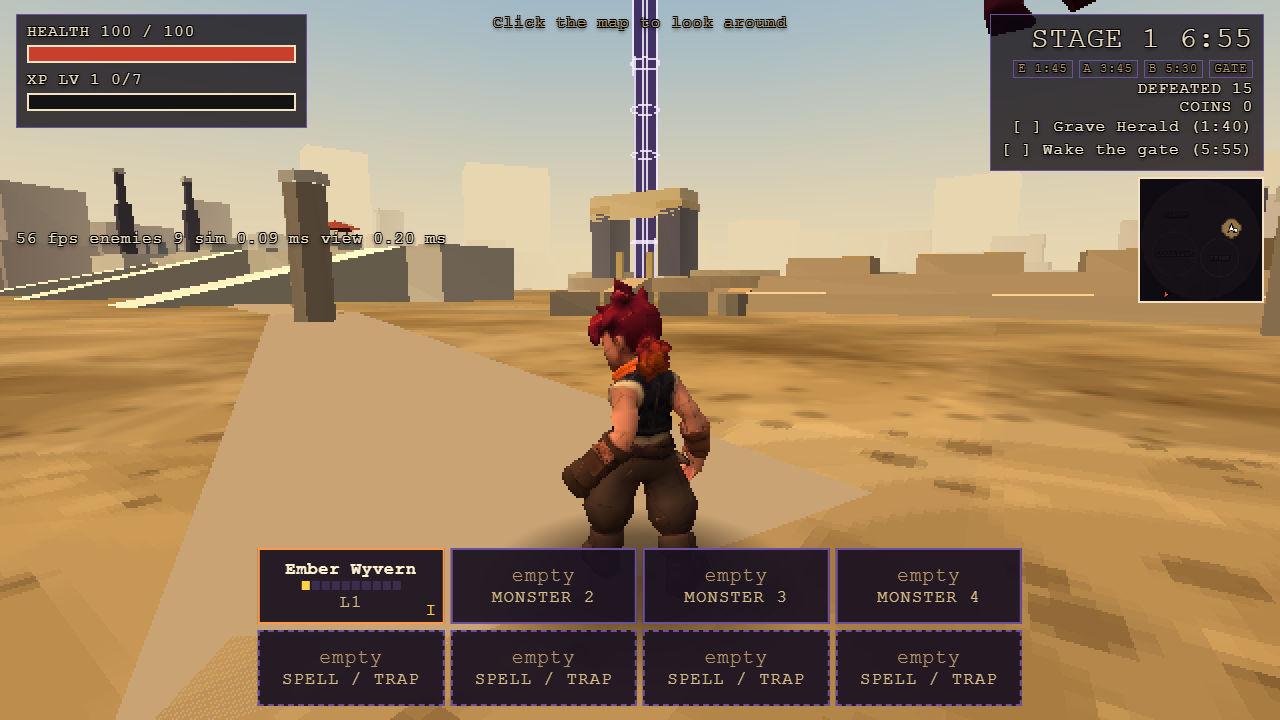 HEALTH 100 / 100
XP LV 1 0/7
Click the map to look around
STAGE 1 6:55
E 1:45 A 3:45 B 5:30 GATE
DEFEATED 15
COINS 0
[ ] Grave Herald (1:40)
[ ] Wake the gate (5:55)
56 fps enemies 9 sim 0.09 ms view 0.20 ms
Ember Wyvern
L1
I
empty
MONSTER 2
empty
MONSTER 3
empty
MONSTER 4
empty
SPELL / TRAP
empty
SPELL / TRAP
empty
SPELL / TRAP
empty
SPELL / TRAP